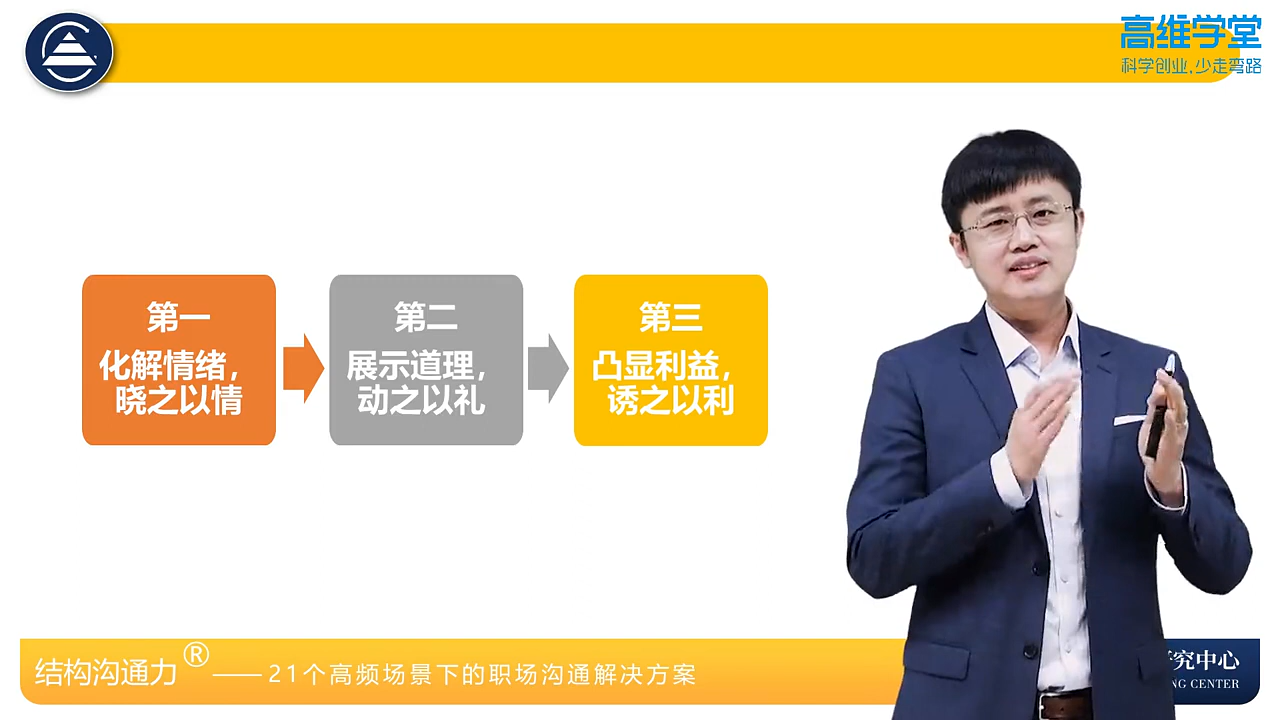 高维学堂
科学创业,少走弯路
第一
化解情绪,
晓之以情
第二
展示道理,
动之以礼
第三
凸显利益,
诱之以利
结构沟通力®——21个高频场景下的职场沟通解决方案
究中心
NG CENTER